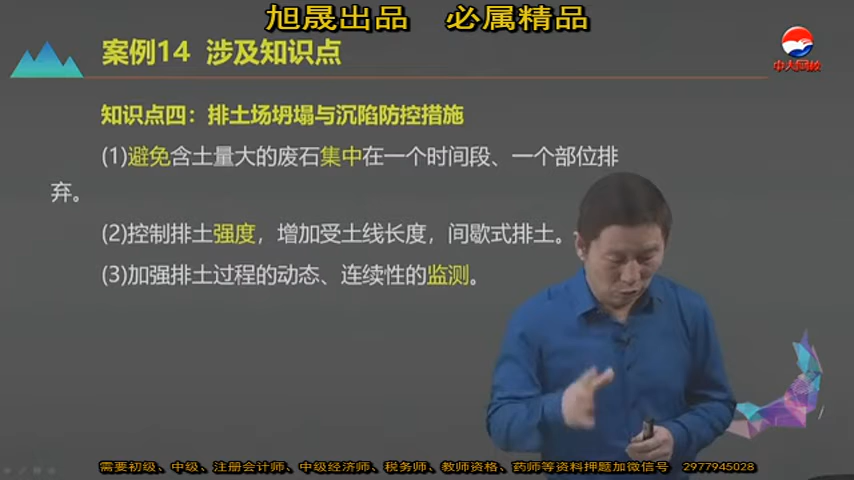 旭晟出品 必属精品
案例14 涉及知识点
中大网校
知识点四：排土场坍塌与沉陷防控措施
(1)避免含土量大的废石集中在一个时间段、一个部位排
弃。
(2)控制排土强度，增加受土线长度，间歇式排土。
(3)加强排土过程的动态、连续性的监测。
需要初级、中级、注册会计师、中级经济师、税务师、教师资格、药师等资料押题加微信号 2977945028